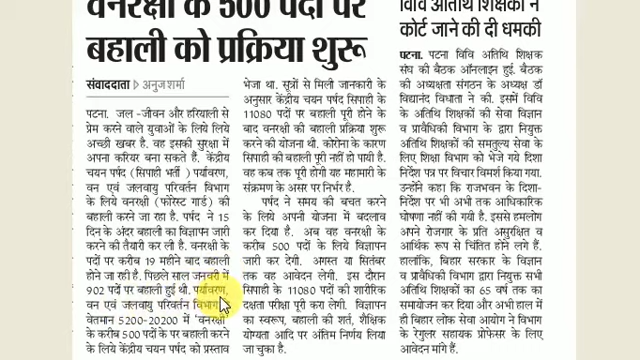 वनरक्षी के 500 पदों पर
बहाली को प्रक्रिया शुरू
संवाददाता ▷ अनुज शर्मा
पटना. जल -जीवन और हरियाली से
प्रेम करने वाले युवाओं के लिये लिये
अच्छी खबर है. वह इसकी सुरक्षा में
अपना करियर बना सकते हैं. केंद्रीय
चयन पर्षद (सिपाही भर्ती ) पर्यावरण,
वन एवं जलवायु परिवर्तन विभाग
के लिये वनरक्षी (फोरेस्ट गार्ड) की
बहाली करने जा रहा है. पर्षद ने 15
दिन के अंदर बहाली का विज्ञापन जारी
करने की तैयारी कर ली है. वनरक्षी के
पदों पर करीब 19 महीने बाद बहाली
होने जा रही है. पिछले साल जनवरी में
902 पदों पर बहाली हुई थी. पर्यावरण,
वन एवं जलवायु परिवर्तन विभाग
वेतमान 5200-20200 में 'वनरक्षी
के करीब 500 पदों के पर बहाली करने
के लिये केंद्रीय चयन पर्षद को प्रस्ताव
भेजा था. सूत्रों से मिली जानकारी के
अनुसार केंद्रीय चयन पर्षद सिपाही के
11080 पदों पर बहाली पूरी होने के
बाद वनरक्षी की बहाली प्रक्रिया शुरू
करने की योजना थी. कोरोना के कारण
सिपाही की बहाली पूरी नहीं हो पायी है.
वह कब तक पूरी होगी यह महामारी के
संक्रमण के असर पर निर्भर है.
पर्षद ने समय की बचत करने
के लिये अपनी योजना में बदलाव
कर दिया है. अब वह वनरक्षी के
करीब 500 पदों के लिये विज्ञापन
जारी कर देगी. अगस्त या सितंबर
तक वह आवेदन लेगी. इस दौरान
सिपाही के 11080 की शारीरिक
दक्षता परीक्षा पूरी कर लेगी. विज्ञापन
का स्वरूप, बहाली की शर्त, शैक्षिक
योग्यता आदि पर अंतिम निर्णय लिया
जा चुका है.
विवि अतिथि शिक्षकों ने
कोर्ट जाने की दी धमकी
पटना. पटना विवि अतिथि शिक्षक
संघ की बैठक ऑनलाइन हुई. बैठक
की अध्यक्षता संगठन के अध्यक्ष डॉ
विद्यानंद विधाता ने की. इसमें विवि के
के अतिथि शिक्षकों की सेवा विज्ञान
व प्रावैधिकी विभाग के द्वारा नियुक्त
अतिथि शिक्षकों की समतुल्य सेवा के
लिए शिक्षा विभाग को भेजे गये दिशा
निर्देश पत्र पर विचार विमर्श किया गया.
उन्होंने कहा कि राजभवन के दिशा-
निर्देश पर भी अभी तक आधिकारिक
घोषणा नहीं की गयी है. इससे हमलोग
अपने रोजगार के प्रति असुरक्षित व
आर्थिक रूप से चिंतित होने लगे हैं.
हालांकि, बिहार सरकार के विज्ञान
व प्रावैधिकी विभाग द्वारा नियुक्त सभी
अतिथि शिक्षकों का 65 वर्ष तक का
समायोजन कर दिया और अभी हाल में
ही बिहार लोक सेवा आयोग ने विभाग
के रेगुलर सहायक प्रोफेसर के लिए
आवेदन मांगे हैं.